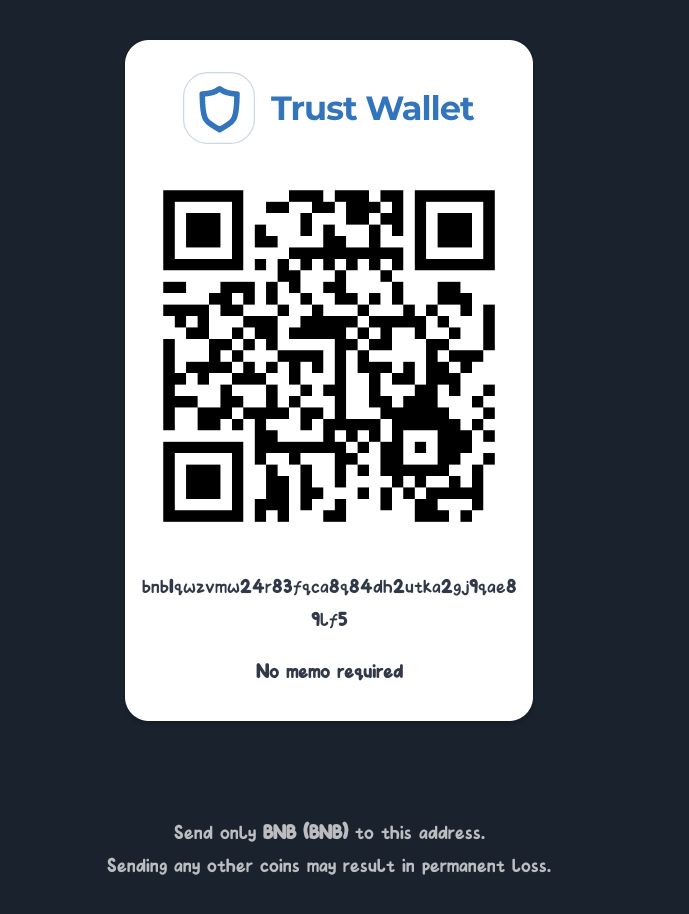 Trust Wallet
bnb1qwzvmw24r83fqca8q84dh2utka2gj9qae8
9lf5
No memo required
Send only BNB (BNB) to this address.
Sending any other coins may result in permanent loss.